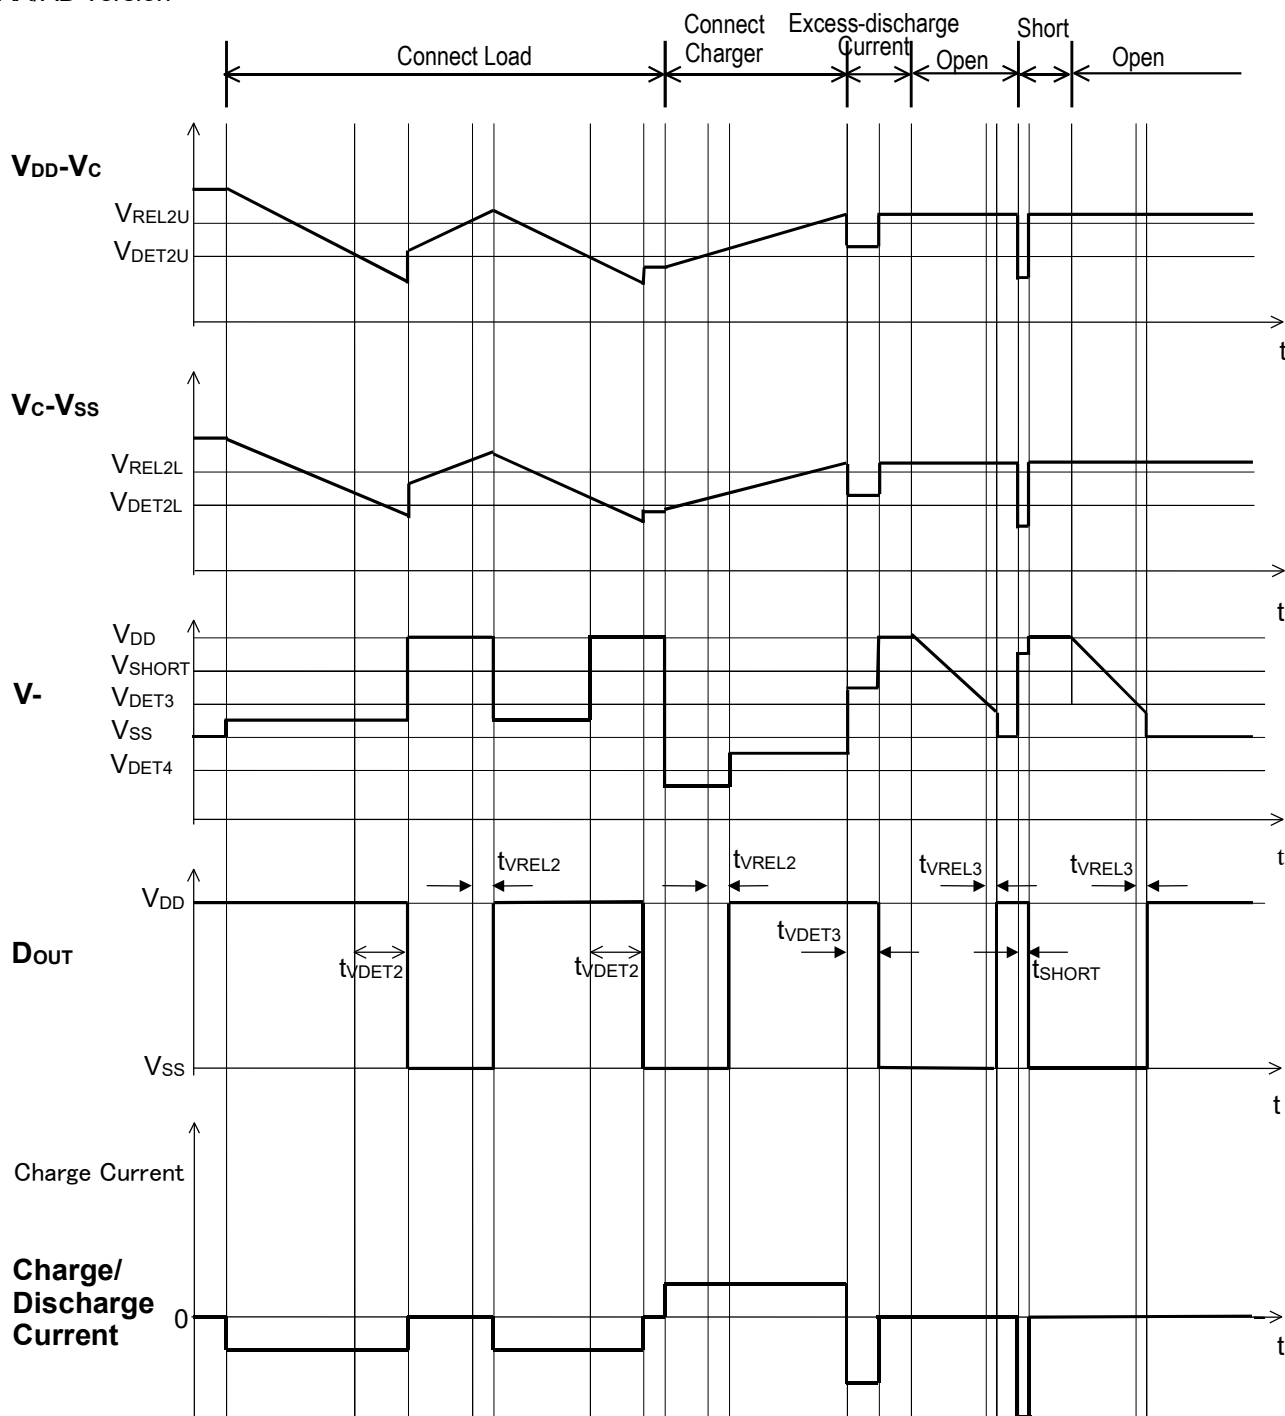 Connect
Charger
Excess-discharge
Current
Short
Connect Load
Open
Open
VDD-VC
VREL2U
VDET2U
t
VC-VSS
VREL2L
VDET2L
t
V-
VDD
VSHORT
VDET3
VSS
VDET4
t
tVREL2
tVREL2
tVREL3
tVREL3
VDD
DOUT
tVDET2
tVDET2
tVDET3
tSHORT
VSS
t
Charge Current
Charge/
Discharge
Current
0
t